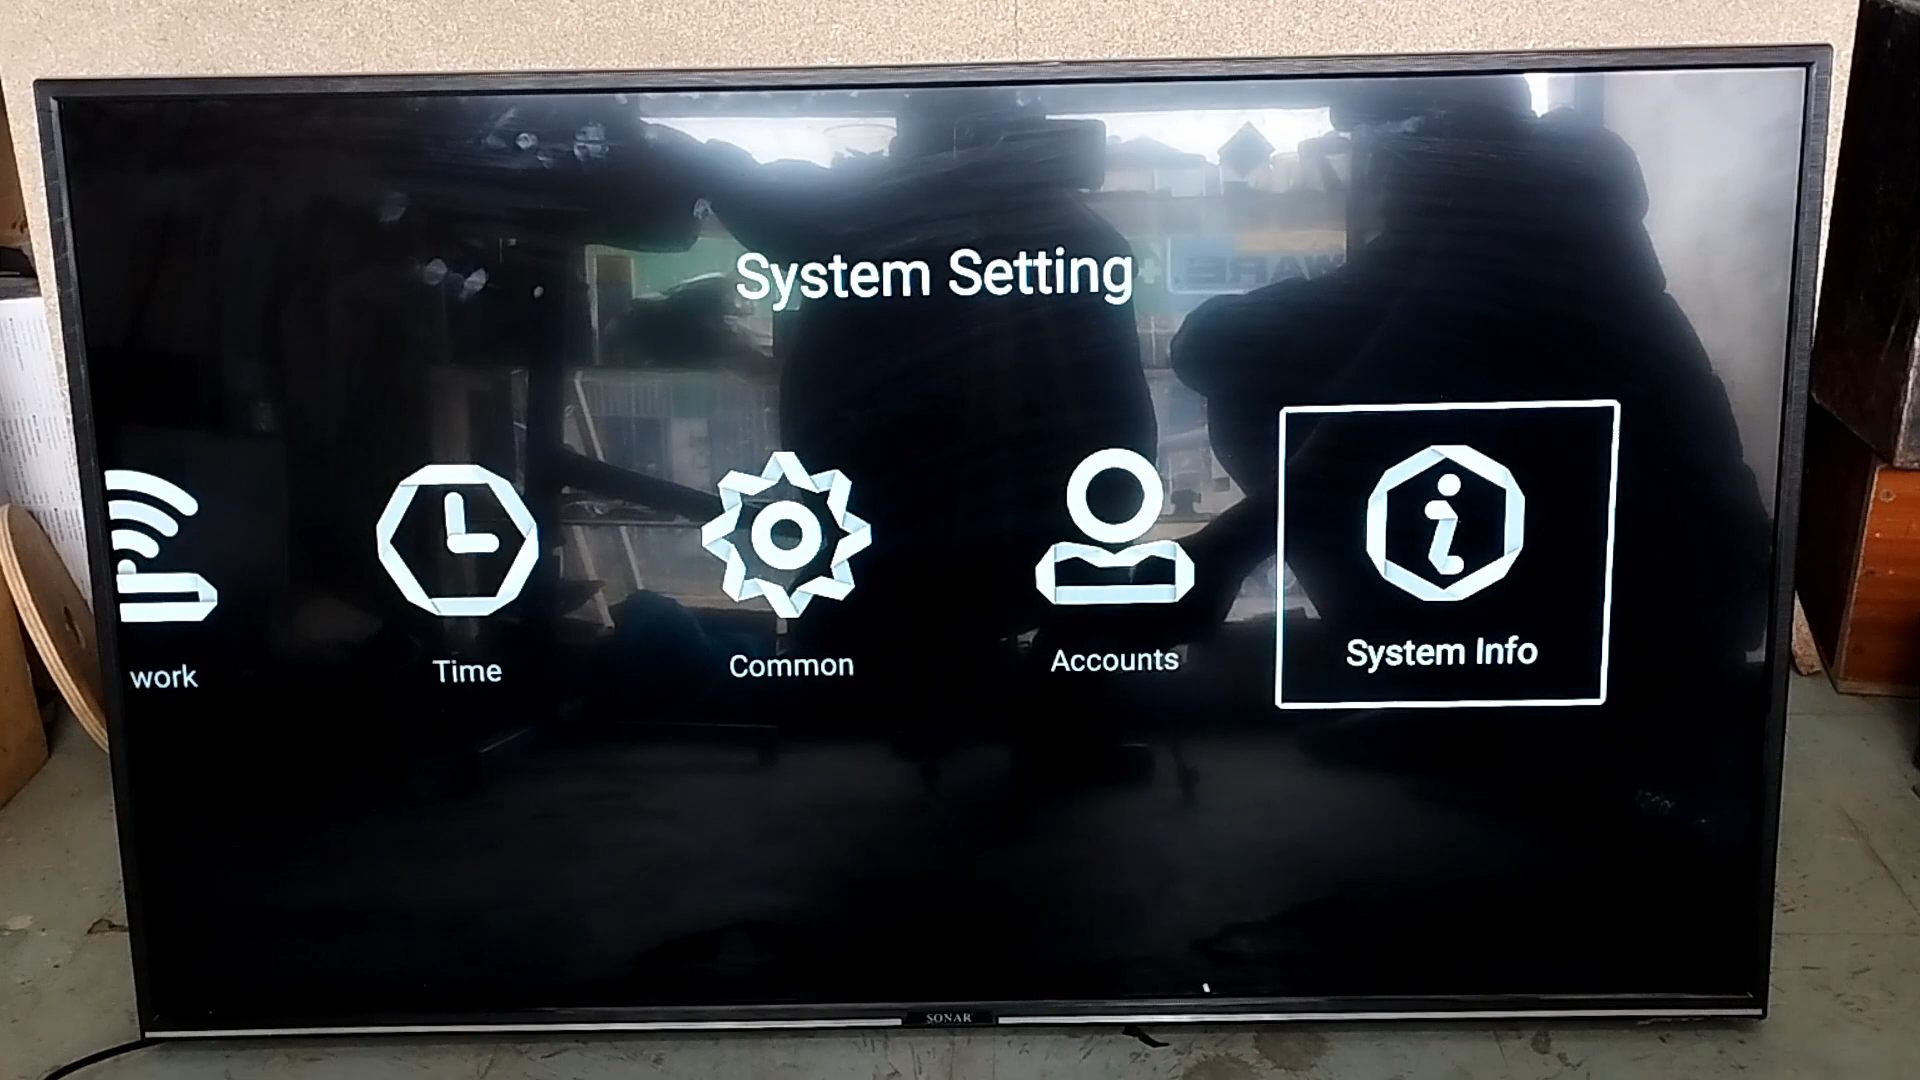 System Setting
work
Time
Common
Accounts
System Info
SONAR